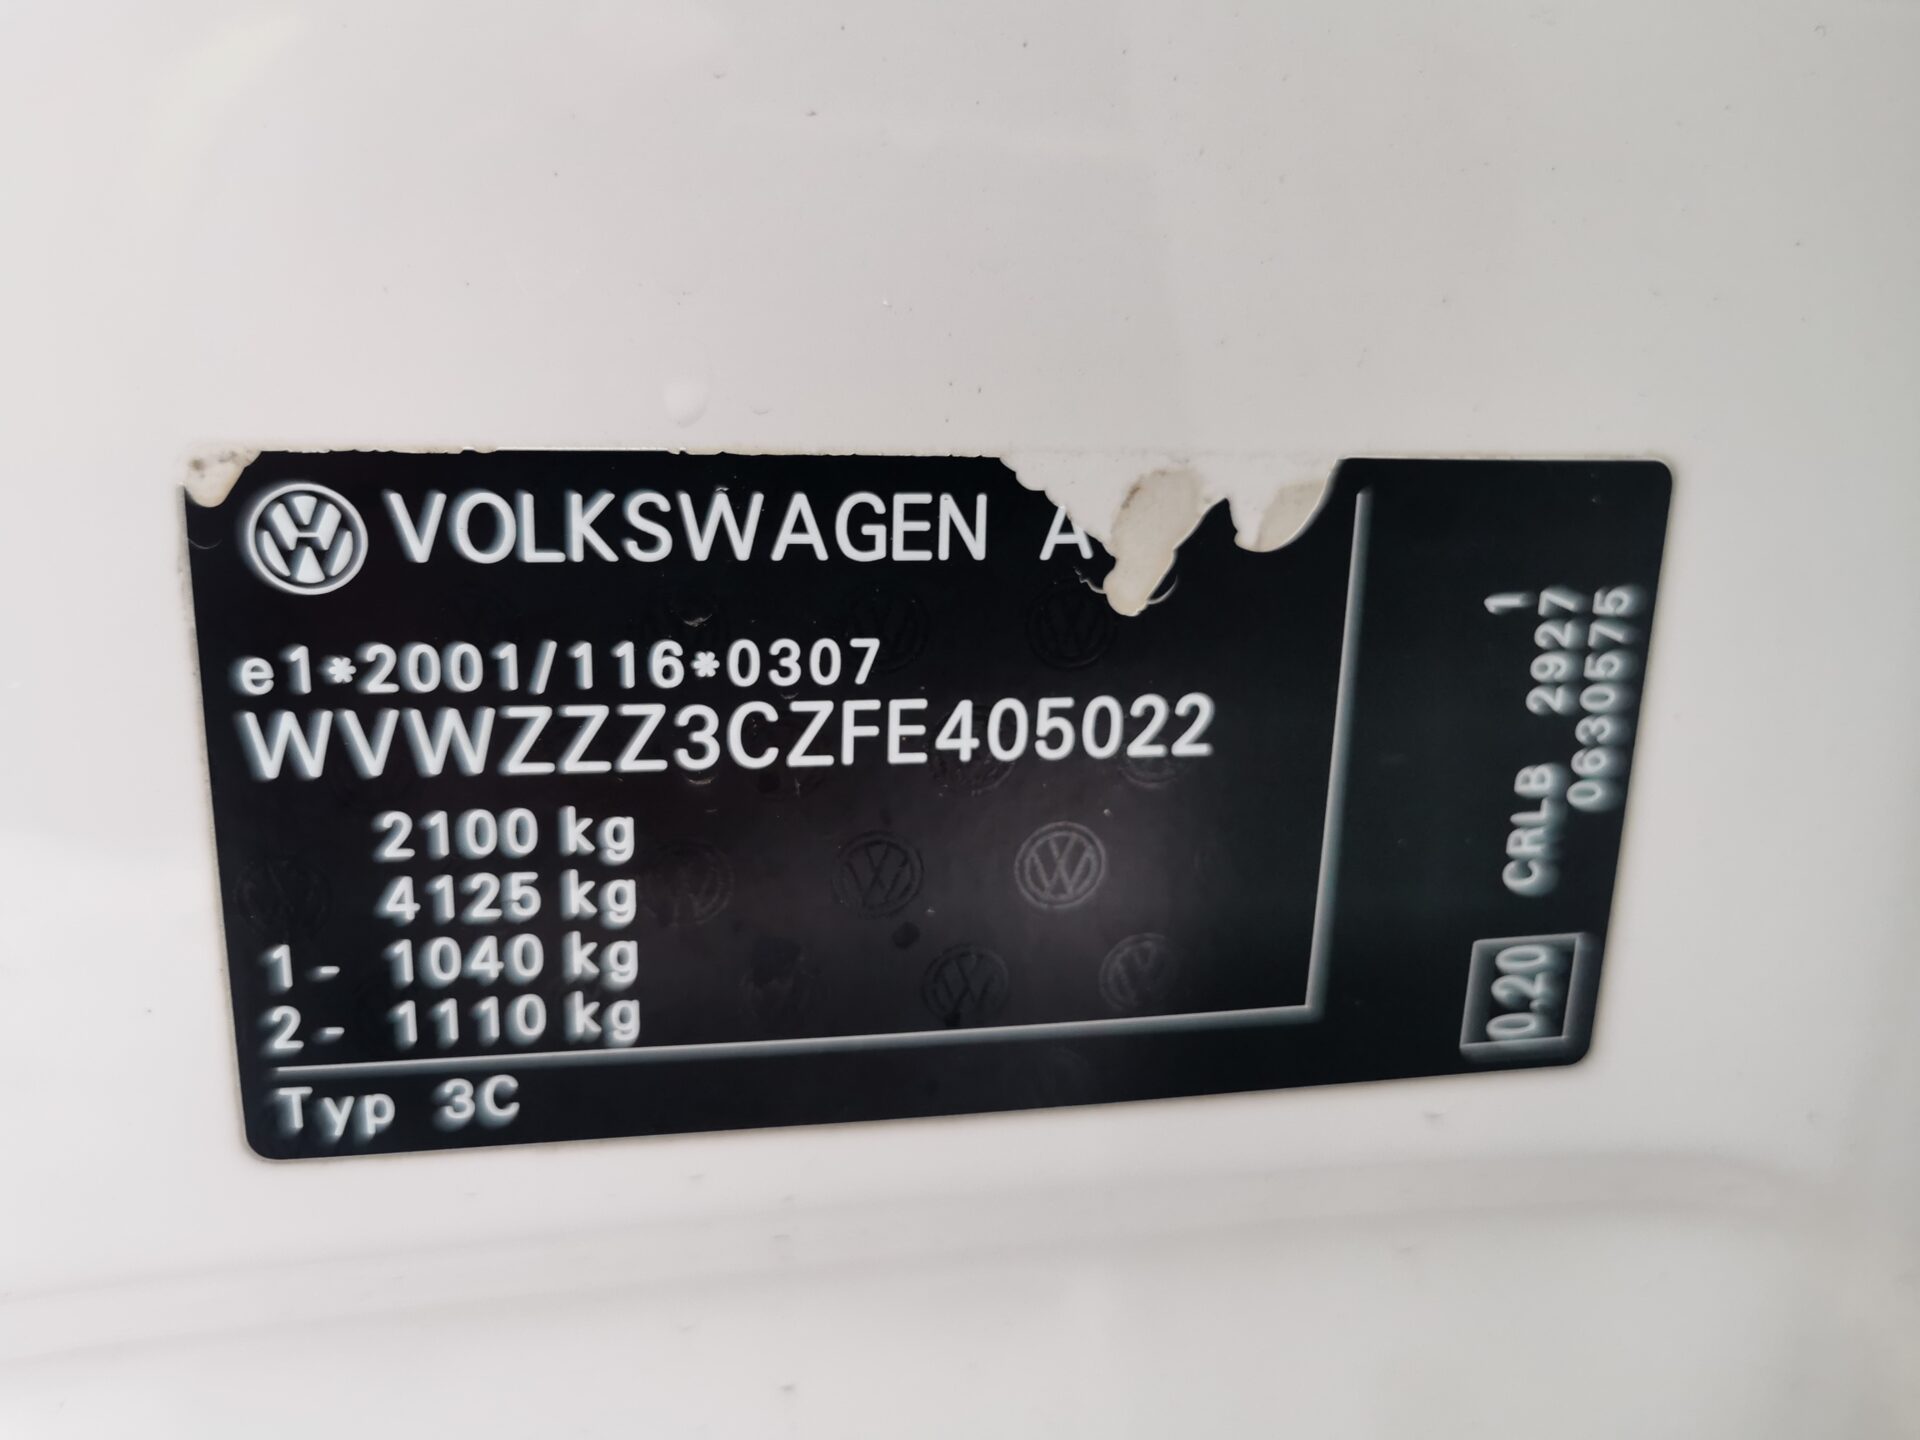 VOLKSWAGEN A
e1*2001/116*0307
WVWZZZ3CZFE405022
2100 kg
4125 kg
1- 1040 kg
2- 1110 kg
Typ 3C
1
CRLB 2927
0630575
0.20